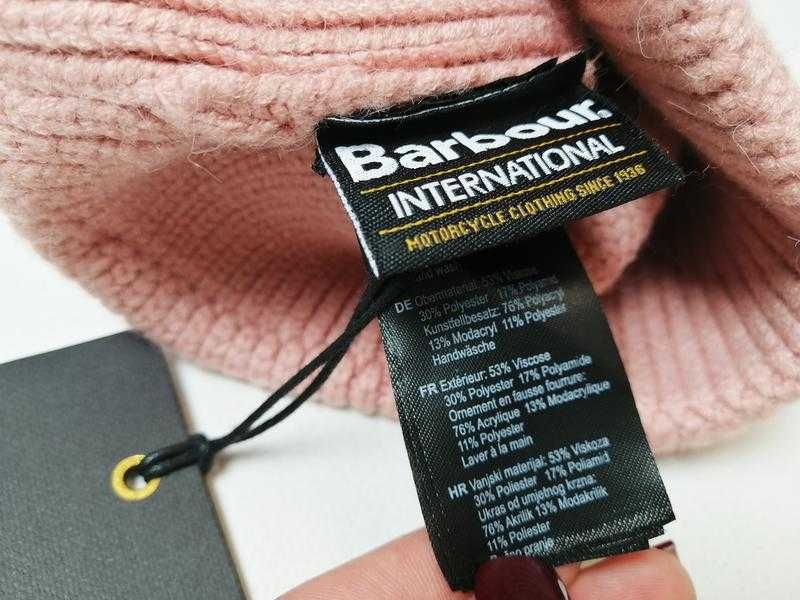 Barbour.
INTERNATIONAL
MOTORCYCLE CLOTHING SINCE 1936
DE Obermaterial: 53% Viscose
30% Polyester 17% Polyamid
Kunstfellbesatz: 76% Polyacryl
13% Modacryl 11% Polyester
Handwäsche
FR Extérieur: 53% Viscose
30% Polyester 17% Polyamide
Ornement en fausse fourrure:
76% Acrylique 13% Modacrylique
11% Polyester
Laver à la main
HR Vanjski materijal: 53% Viskoza
30% Poliester 17% Poliamid
Ukras od umjetnog krzna:
76% Akrilik 13% Modakrilik
11% Poliester
Ručno pranje